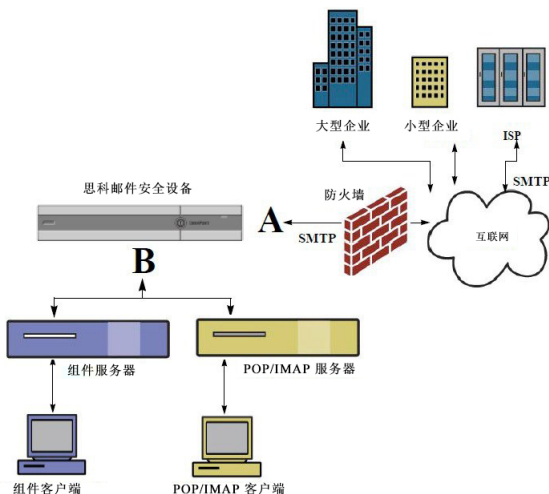 大型企业
小型企业
ISP
思科邮件安全设备
防火墙
SMTP
A
SMTP
互联网
B
组件服务器
POP/IMAP 服务器
组件客户端
POP/IMAP 客户端